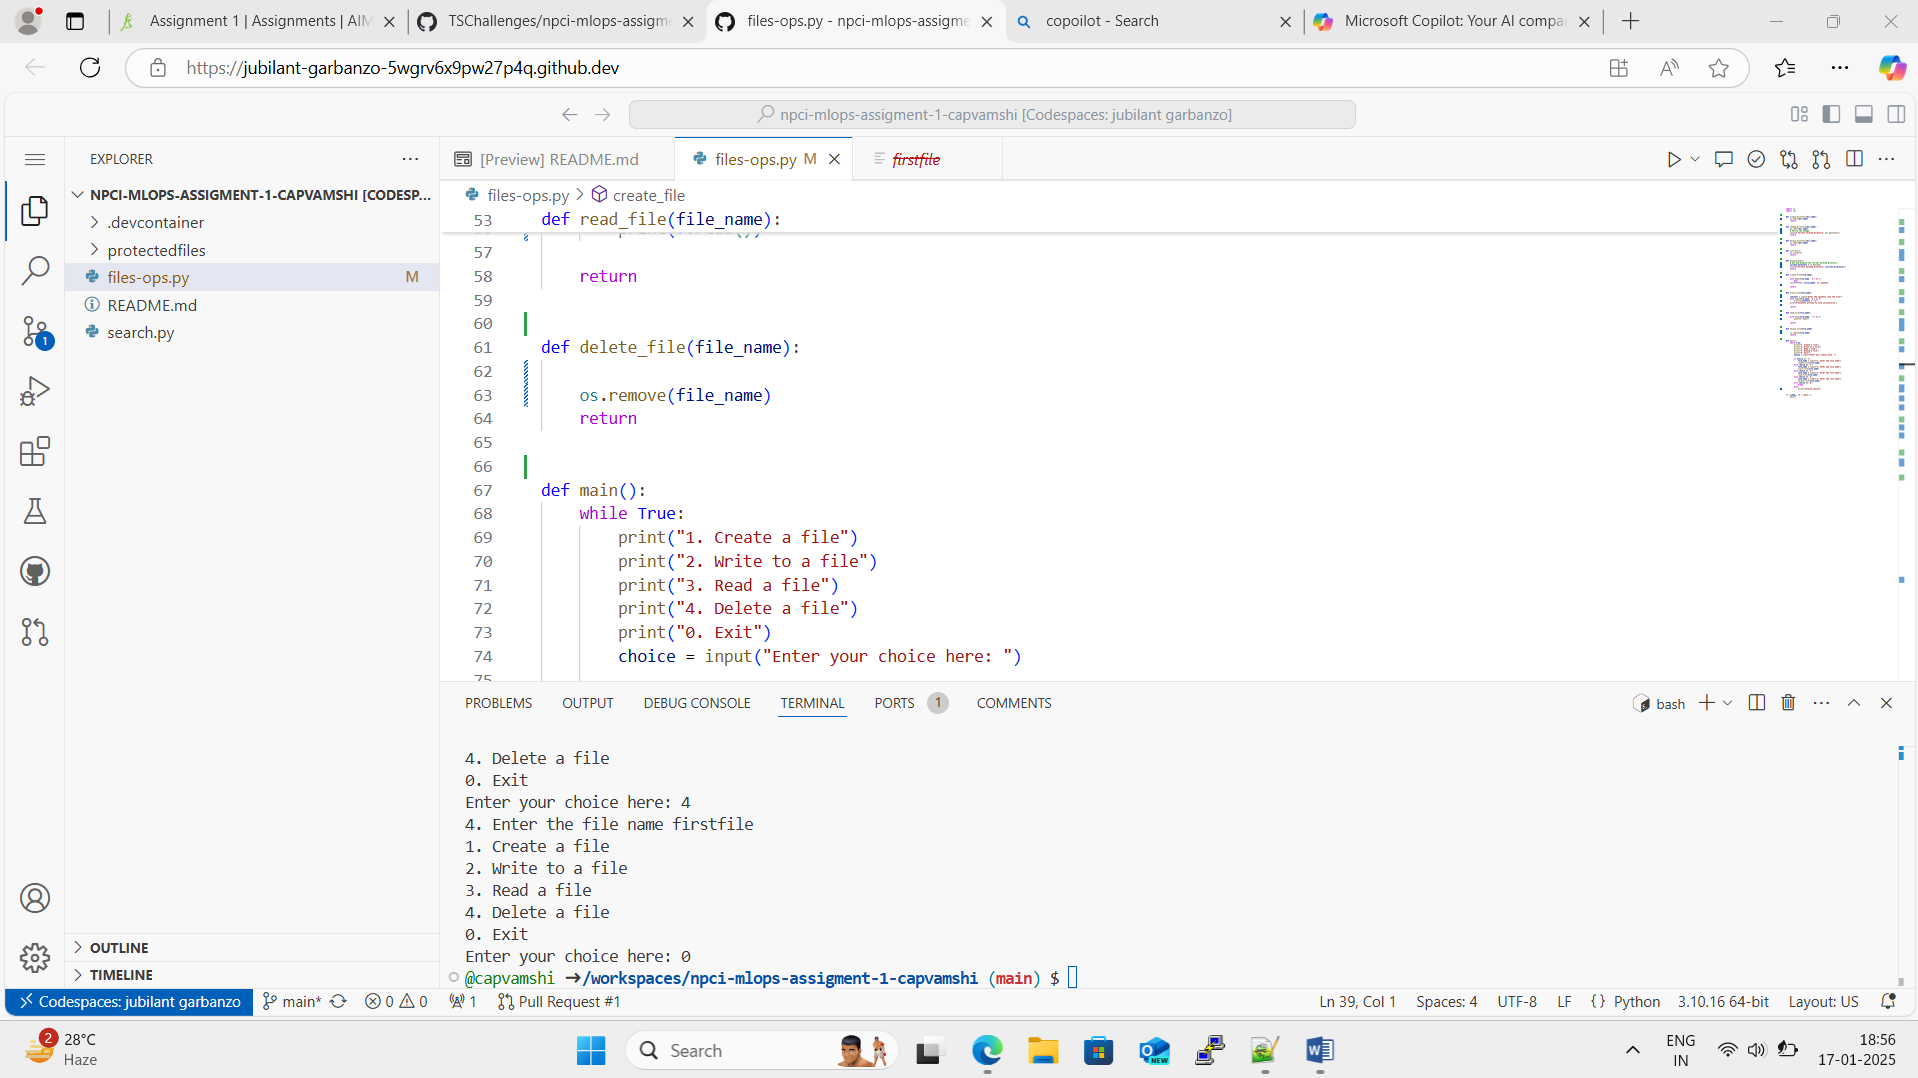 Assignment 1 | Assignments | AIM
TSChallenges/npci-mlops-assigme
files-ops.py - npci-mlops-assigme
copoilot - Search
Microsoft Copilot: Your AI compa
https://jubilant-garbanzo-5wgrv6x9pw27p4q.github.dev
npci-mlops-assigment-1-capvamshi [Codespaces: jubilant garbanzo]
EXPLORER
NPCI-MLOPS-ASSIGMENT-1-CAPVAMSHI [CODESP...
.devcontainer
protectedfiles
files-ops.py M
README.md
search.py
1
OUTLINE
TIMELINE
[Preview] README.md
files-ops.py M
firstfile
files-ops.py > create_file
53 def read_file(file_name):
57
58 return
59
60
61 def delete_file(file_name):
62
63 os.remove(file_name)
64 return
65
66
67 def main():
68 while True:
69 print("1. Create a file")
70 print("2. Write to a file")
71 print("3. Read a file")
72 print("4. Delete a file")
73 print("0. Exit")
74 choice = input("Enter your choice here: ")
75
PROBLEMS OUTPUT DEBUG CONSOLE TERMINAL PORTS 1 COMMENTS
bash
4. Delete a file
0. Exit
Enter your choice here: 4
4. Enter the file name firstfile
1. Create a file
2. Write to a file
3. Read a file
4. Delete a file
0. Exit
Enter your choice here: 0
@capvamshi ➜/workspaces/npci-mlops-assigment-1-capvamshi (main) $
Codespaces: jubilant garbanzo main* 0 0 1 Pull Request #1 Ln 39, Col 1 Spaces: 4 UTF-8 LF {} Python 3.10.16 64-bit Layout: US
2
28°C
Haze
Search
NEW
ENG
IN
18:56
17-01-2025